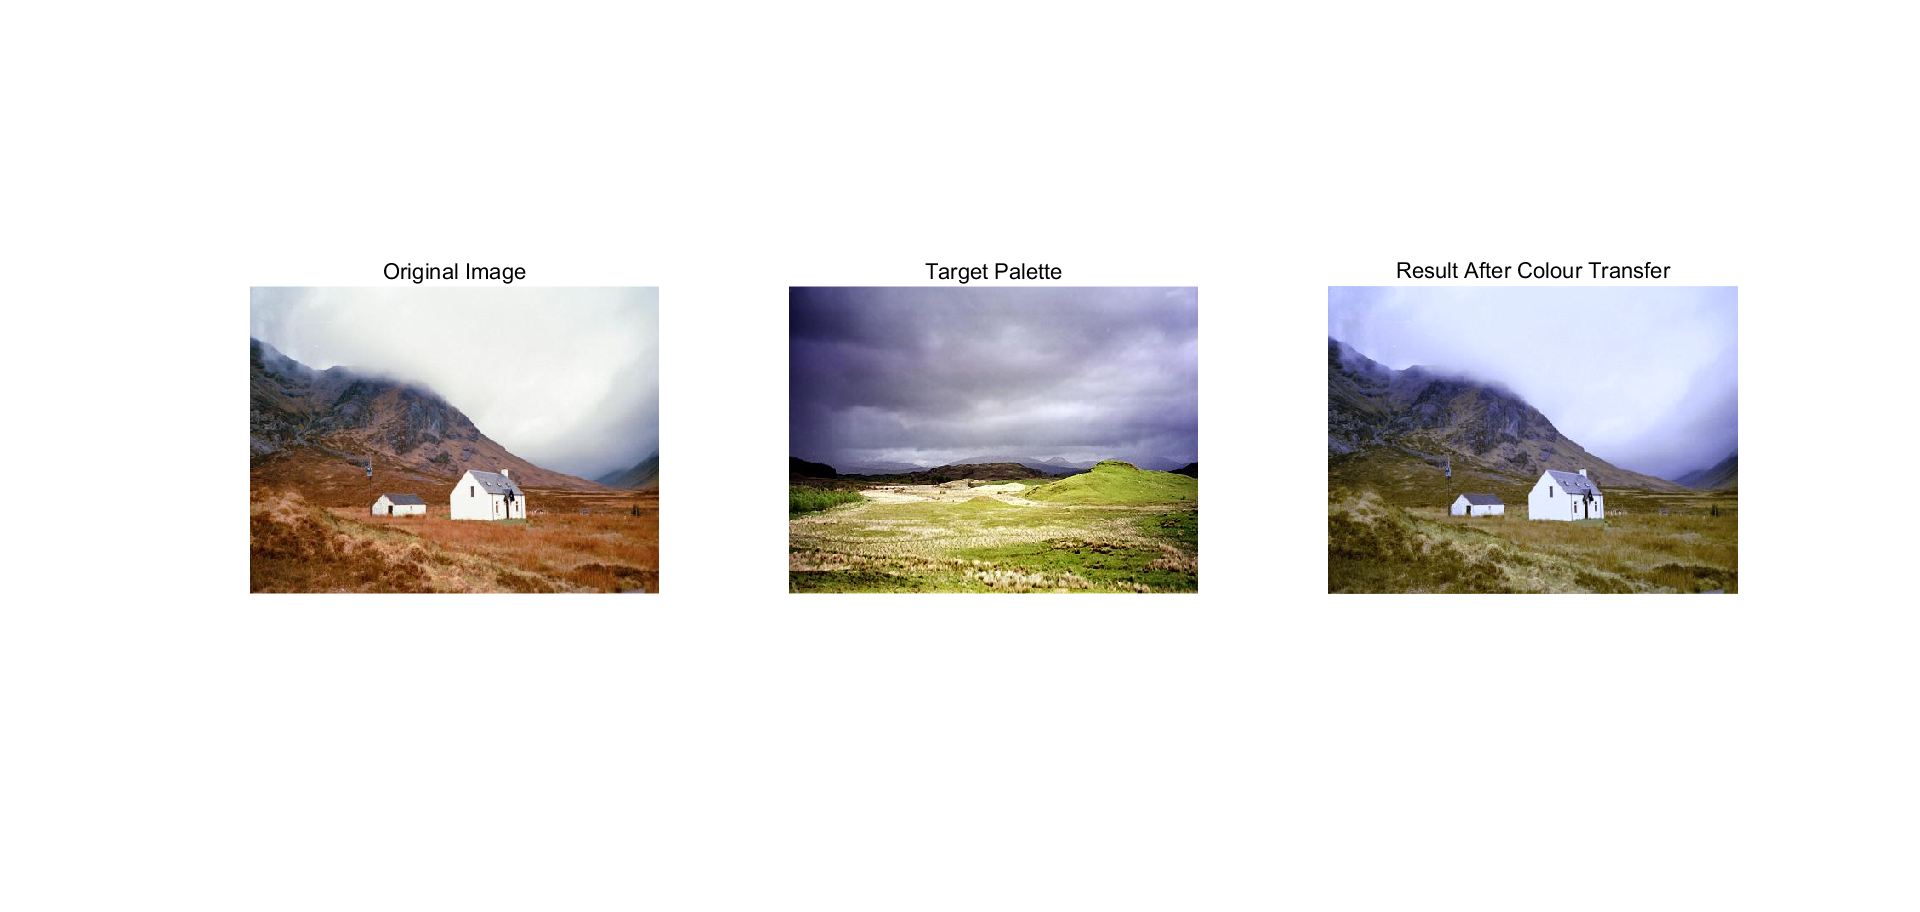 Original Image
Target Palette
Result After Colour Transfer